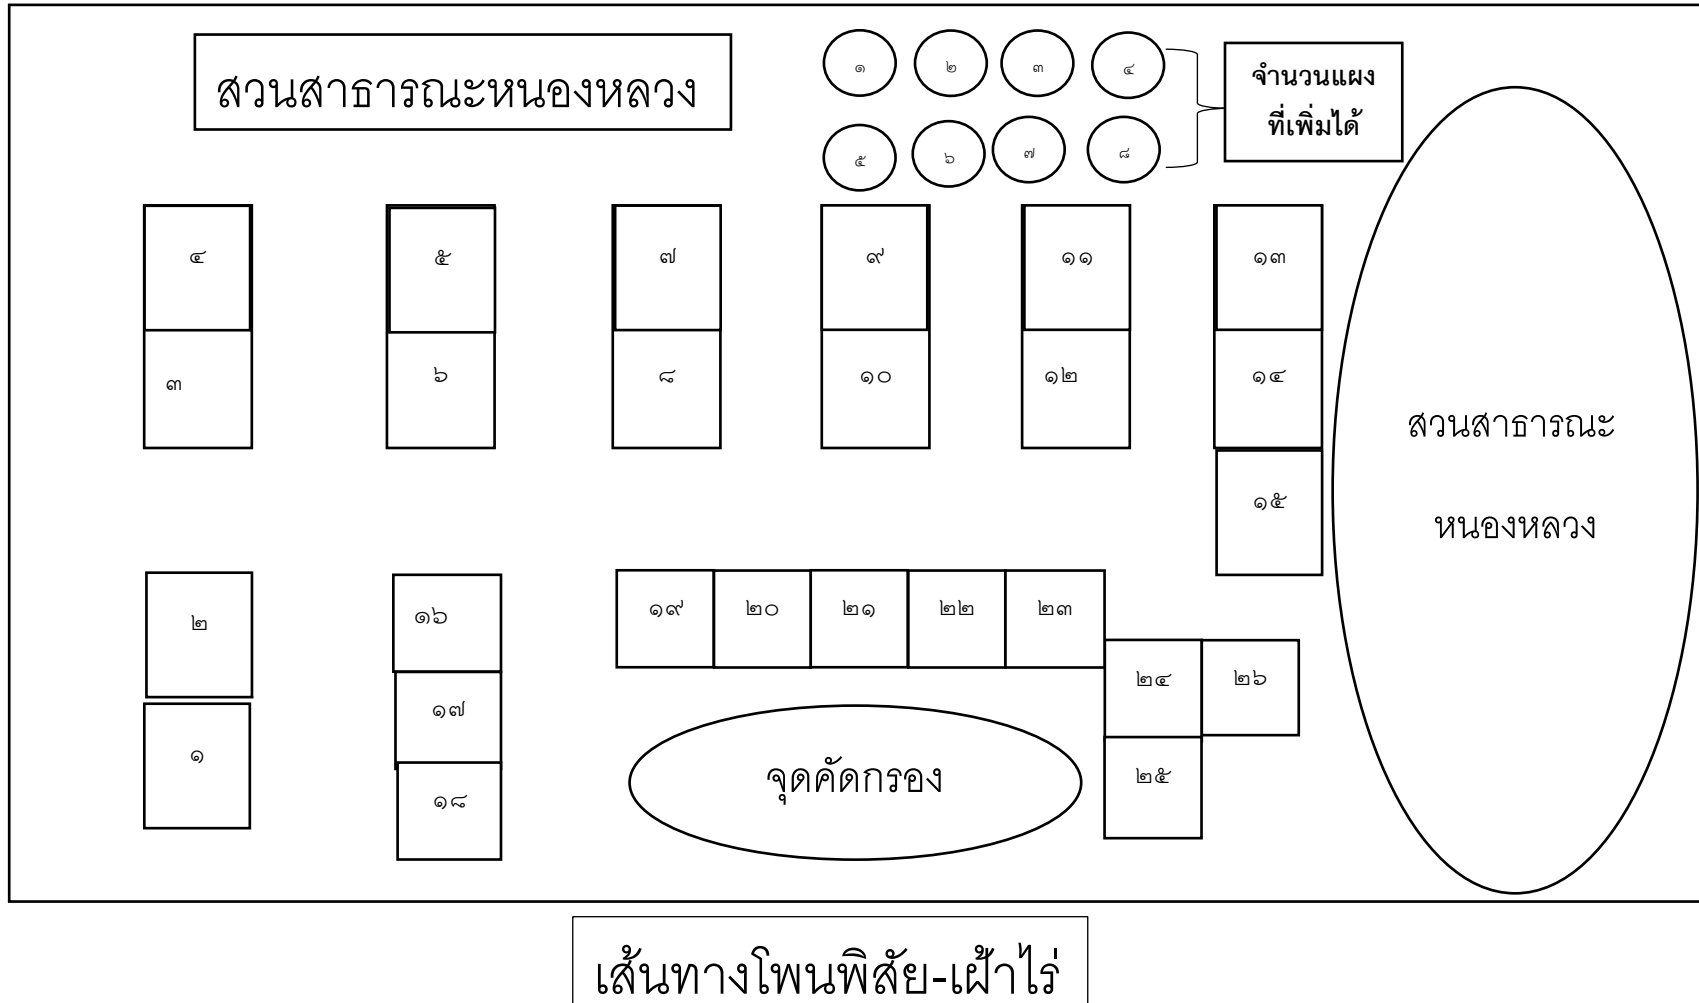 สวนสาธารณะหนองหลวง
๑ ๒ ๓ ๔
จำนวนแผง
ที่เพิ่มได้
๕ ๖ ๗ ๘
๔ ๕ ๗ ๙ ๑๑ ๑๓
๓ ๖ ๘ ๑๐ ๑๒ ๑๔
สวนสาธารณะ
หนองหลวง
๑๕
๒ ๑๖ ๑๙ ๒๐ ๒๑ ๒๒ ๒๓
๒๔ ๒๖
๑๗
๑ ๑๘ จุดคัดกรอง ๒๕
เส้นทางโพนพิสัย-เฝ้าไร่